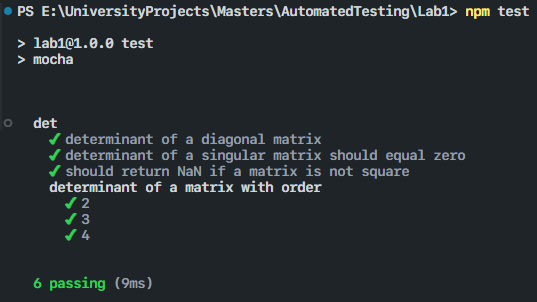 PS E:\UniversityProjects\Masters\AutomatedTesting\Lab1> npm test
> lab1@1.0.0 test
> mocha
det
✔ determinant of a diagonal matrix
✔ determinant of a singular matrix should equal zero
✔ should return NaN if a matrix is not square
determinant of a matrix with order
✔ 2
✔ 3
✔ 4
6 passing (9ms)